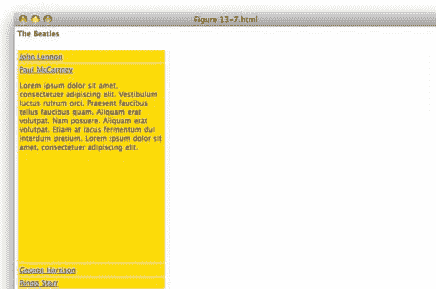 Figure 13-7.html
The Beatles
John Lennon
Paul McCartney
Lorem ipsum dolor sit amet,
consectetuer adipiscing elit. Vestibulum
luctus rutrum orci. Praesent faucibus
tellus faucibus quam. Aliquam erat
volutpat. Nam posuere. Aliquam erat
volutpat. Etiam at lacus fermentum dui
interdum pretium. Lorem ipsum dolor sit
amet, consectetuer adipiscing elit.
George Harrison
Ringo Starr